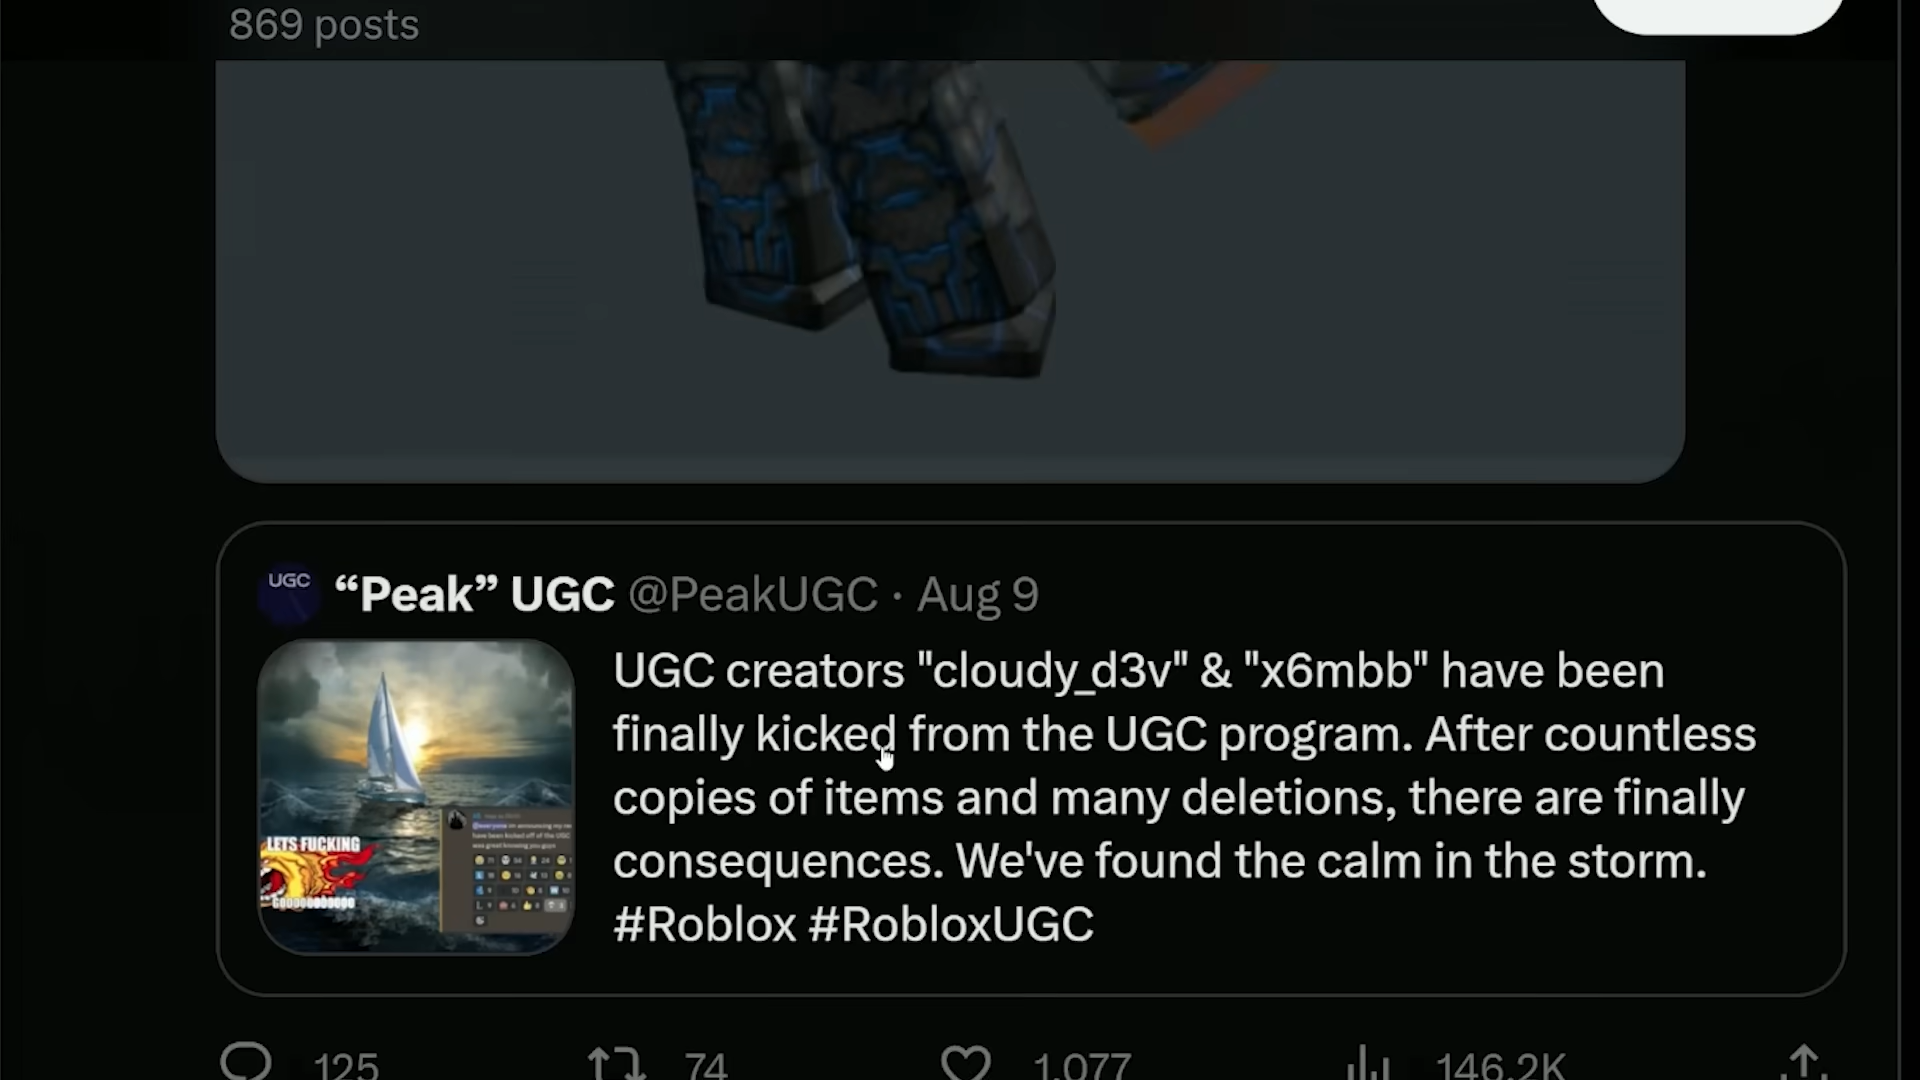 869 posts
UGC
“Peak” UGC @PeakUGC · Aug 9
UGC creators "cloudy_d3v" & "x6mbb" have been
finally kicked from the UGC program. After countless
copies of items and many deletions, there are finally
consequences. We've found the calm in the storm.
#Roblox #RobloxUGC
LETS FUCKING
125 74 1,077 146.2K